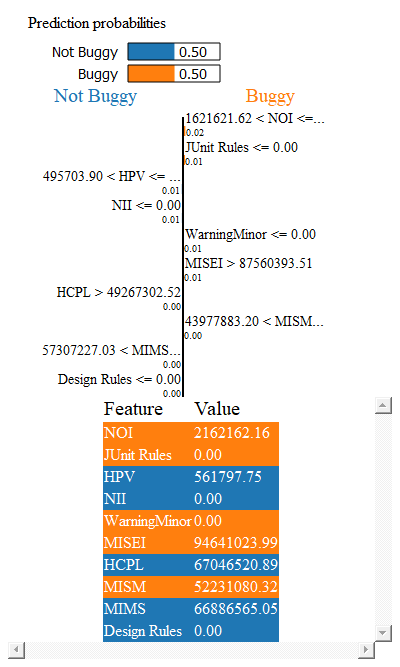 Prediction probabilities
Not Buggy 0.50
Buggy 0.50
Not Buggy Buggy
1621621.62 < NOI <=...
0.02
JUnit Rules <= 0.00
0.01
495703.90 < HPV <= ...
0.01
NII <= 0.00
0.01
WarningMinor <= 0.00
0.01
MISEI > 87560393.51
0.01
HCPL > 49267302.52
0.00
43977883.20 < MISM...
0.00
57307227.03 < MIMS...
0.00
Design Rules <= 0.00
0.00
Feature Value
NOI 2162162.16
JUnit Rules 0.00
HPV 561797.75
NII 0.00
WarningMinor 0.00
MISEI 94641023.99
HCPL 67046520.89
MISM 52231080.32
MIMS 66886565.05
Design Rules 0.00